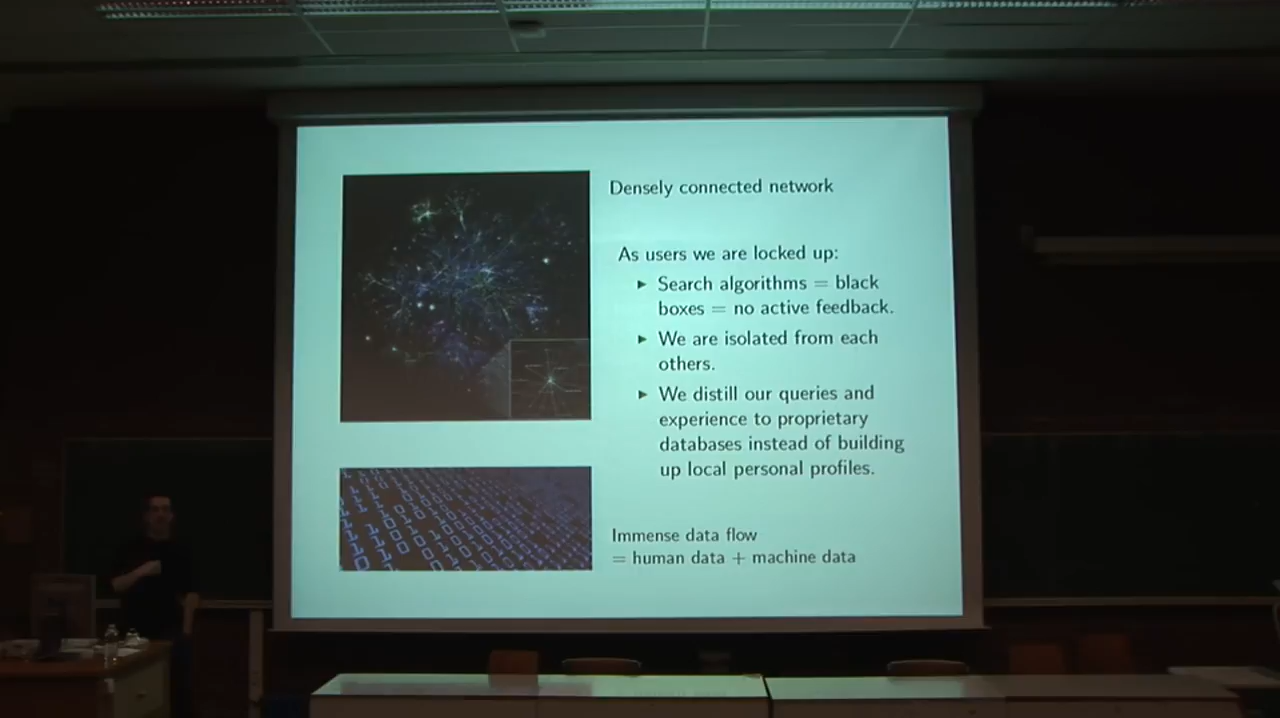 Densely connected network
As users we are locked up:
▶ Search algorithms = black
boxes = no active feedback.
▶ We are isolated from each
others.
▶ We distill our queries and
experience to proprietary
databases instead of building
up local personal profiles.
Immense data flow
= human data + machine data